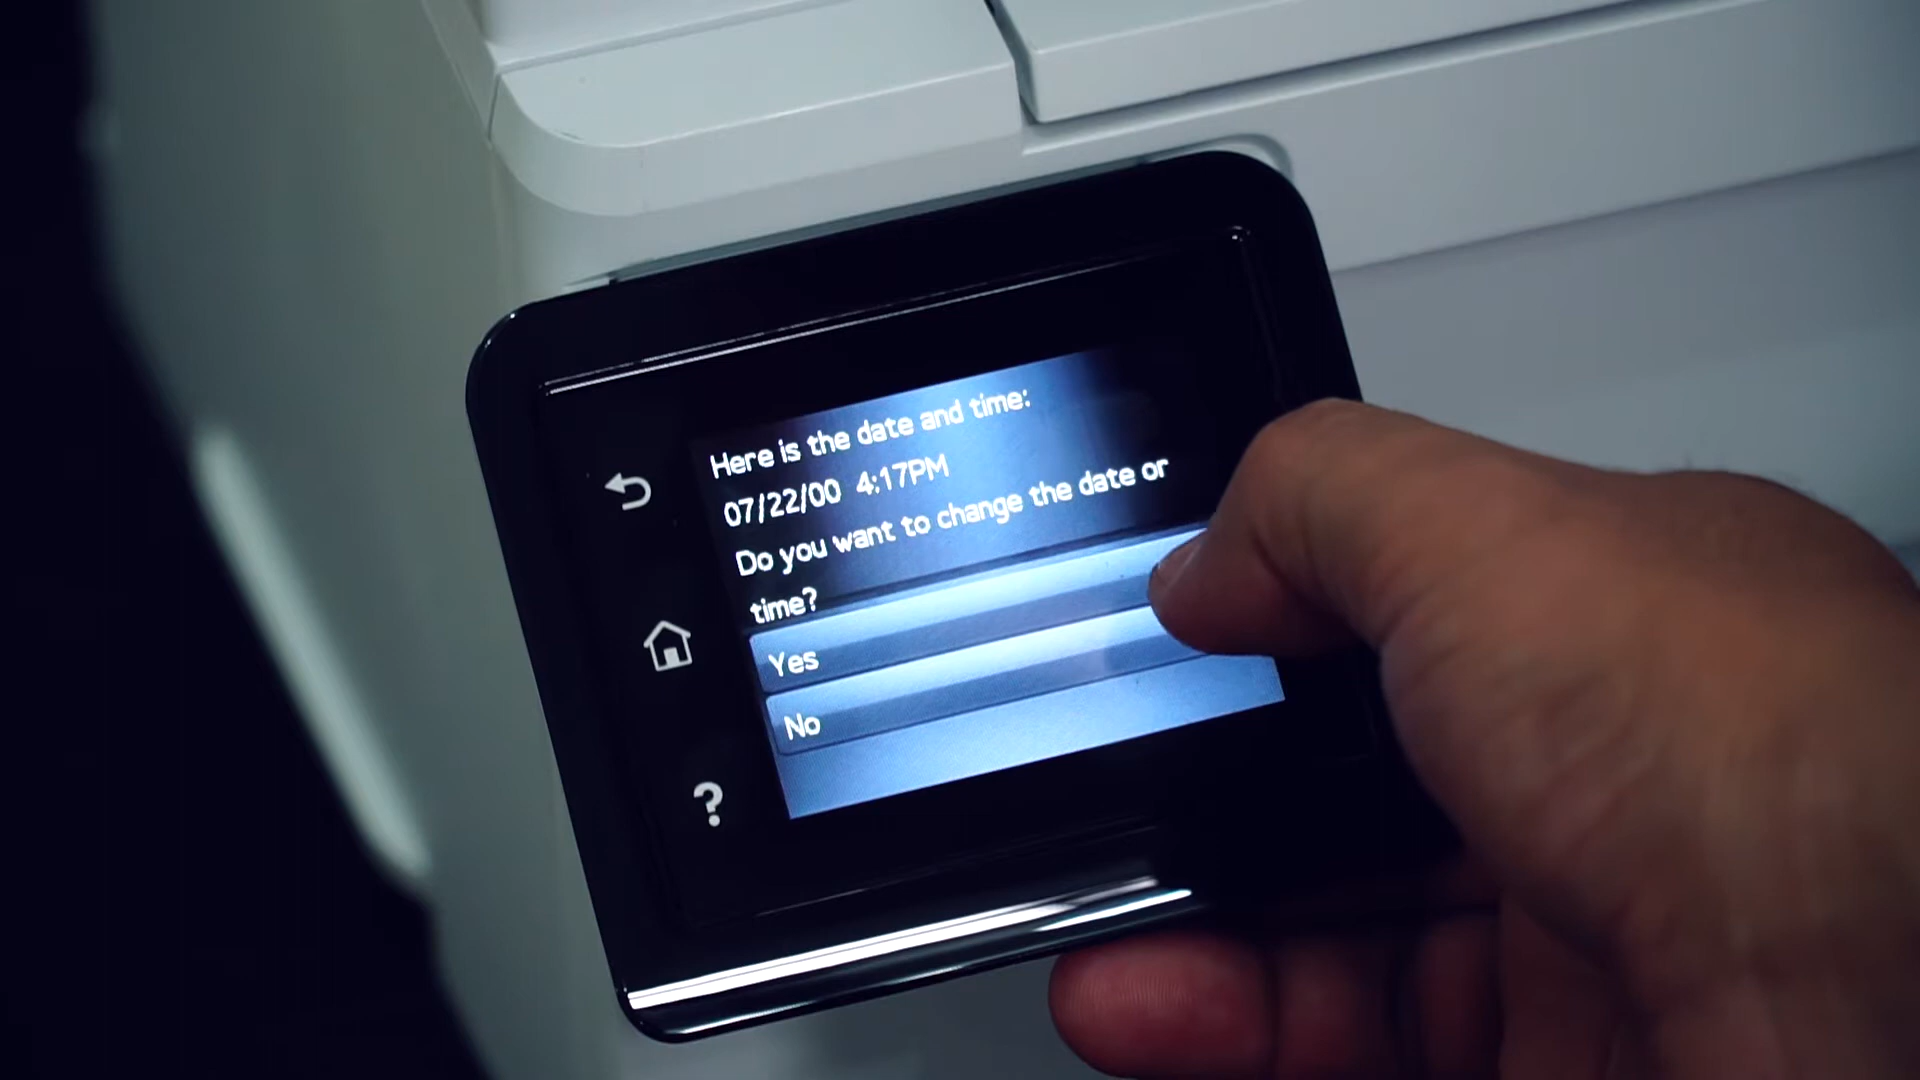 Here is the date and time:
07/22/00 4:17PM
Do you want to change the date or
time?
Yes
No
?